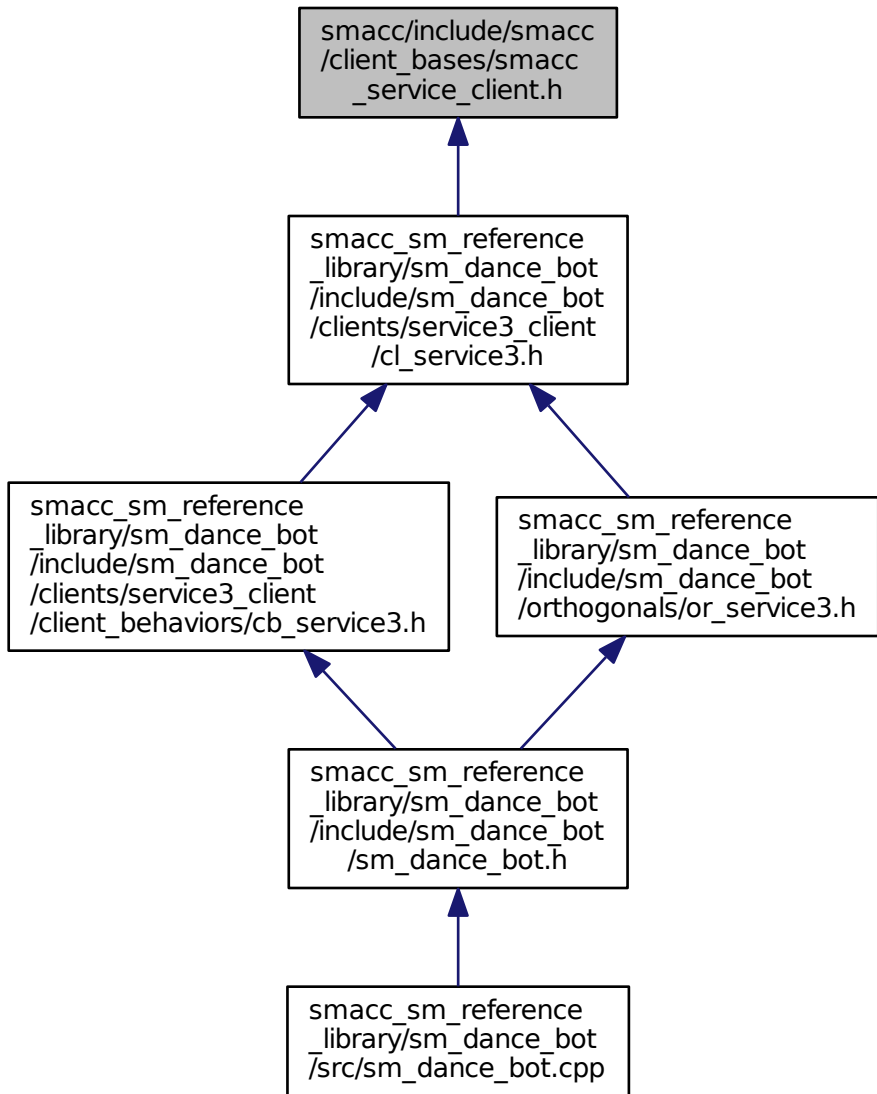 smacc/include/smacc
/client_bases/smacc
_service_client.h
smacc_sm_reference
_library/sm_dance_bot
/include/sm_dance_bot
/clients/service3_client
/cl_service3.h
smacc_sm_reference
_library/sm_dance_bot
/include/sm_dance_bot
/clients/service3_client
/client_behaviors/cb_service3.h
smacc_sm_reference
_library/sm_dance_bot
/include/sm_dance_bot
/orthogonals/or_service3.h
smacc_sm_reference
_library/sm_dance_bot
/include/sm_dance_bot
/sm_dance_bot.h
smacc_sm_reference
_library/sm_dance_bot
/src/sm_dance_bot.cpp